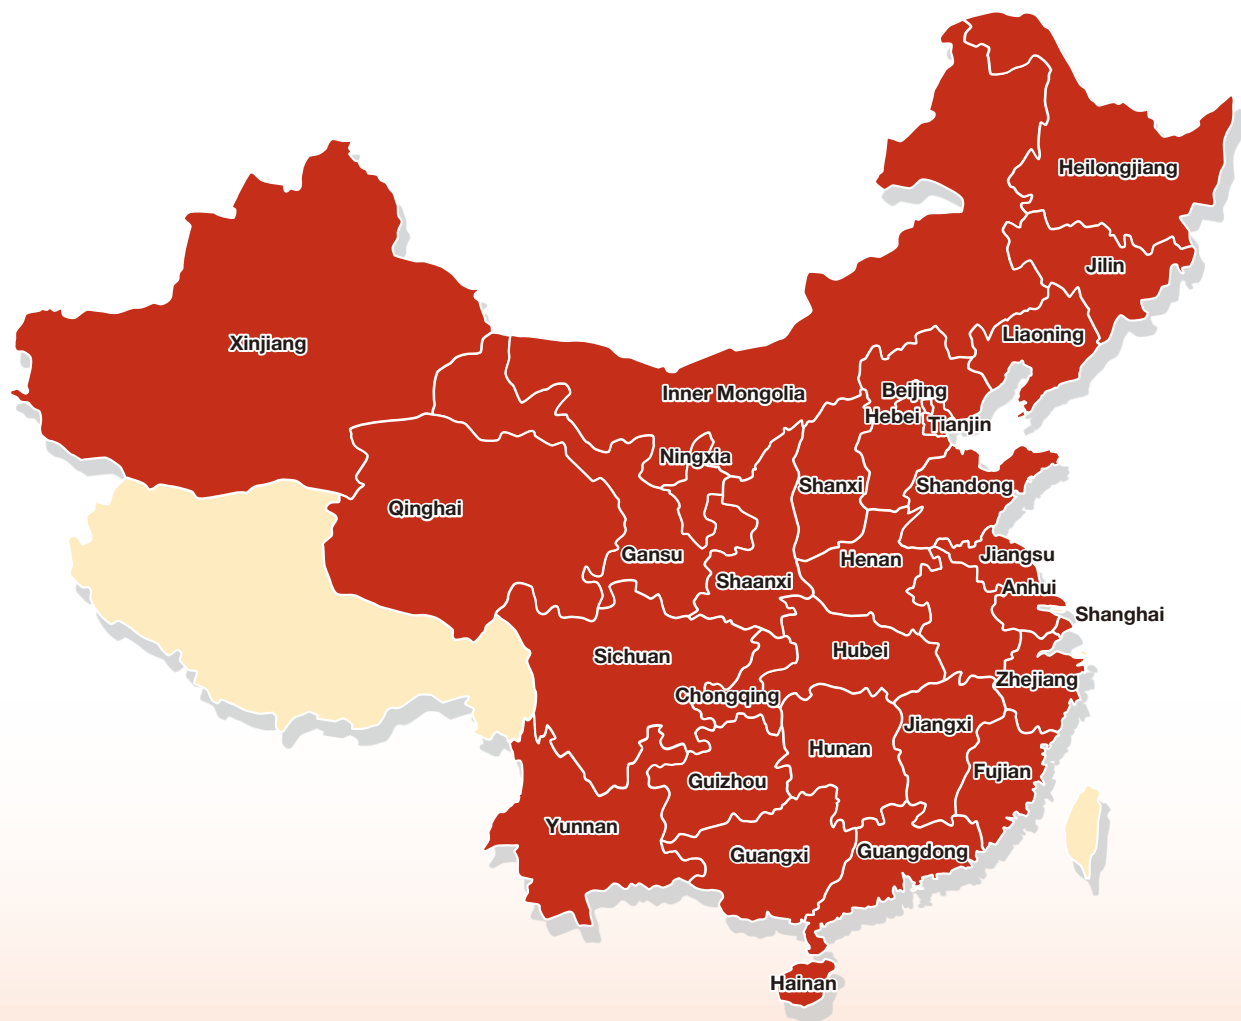 Heilongjiang
Jilin
Liaoning
Xinjiang
Inner Mongolia
Beijing
Hebei
Tianjin
Ningxia
Shanxi
Shandong
Qinghai
Gansu
Shaanxi
Henan
Jiangsu
Anhui
Shanghai
Sichuan
Hubei
Chongqing
Zhejiang
Jiangxi
Hunan
Fujian
Guizhou
Yunnan
Guangxi
Guangdong
Hainan